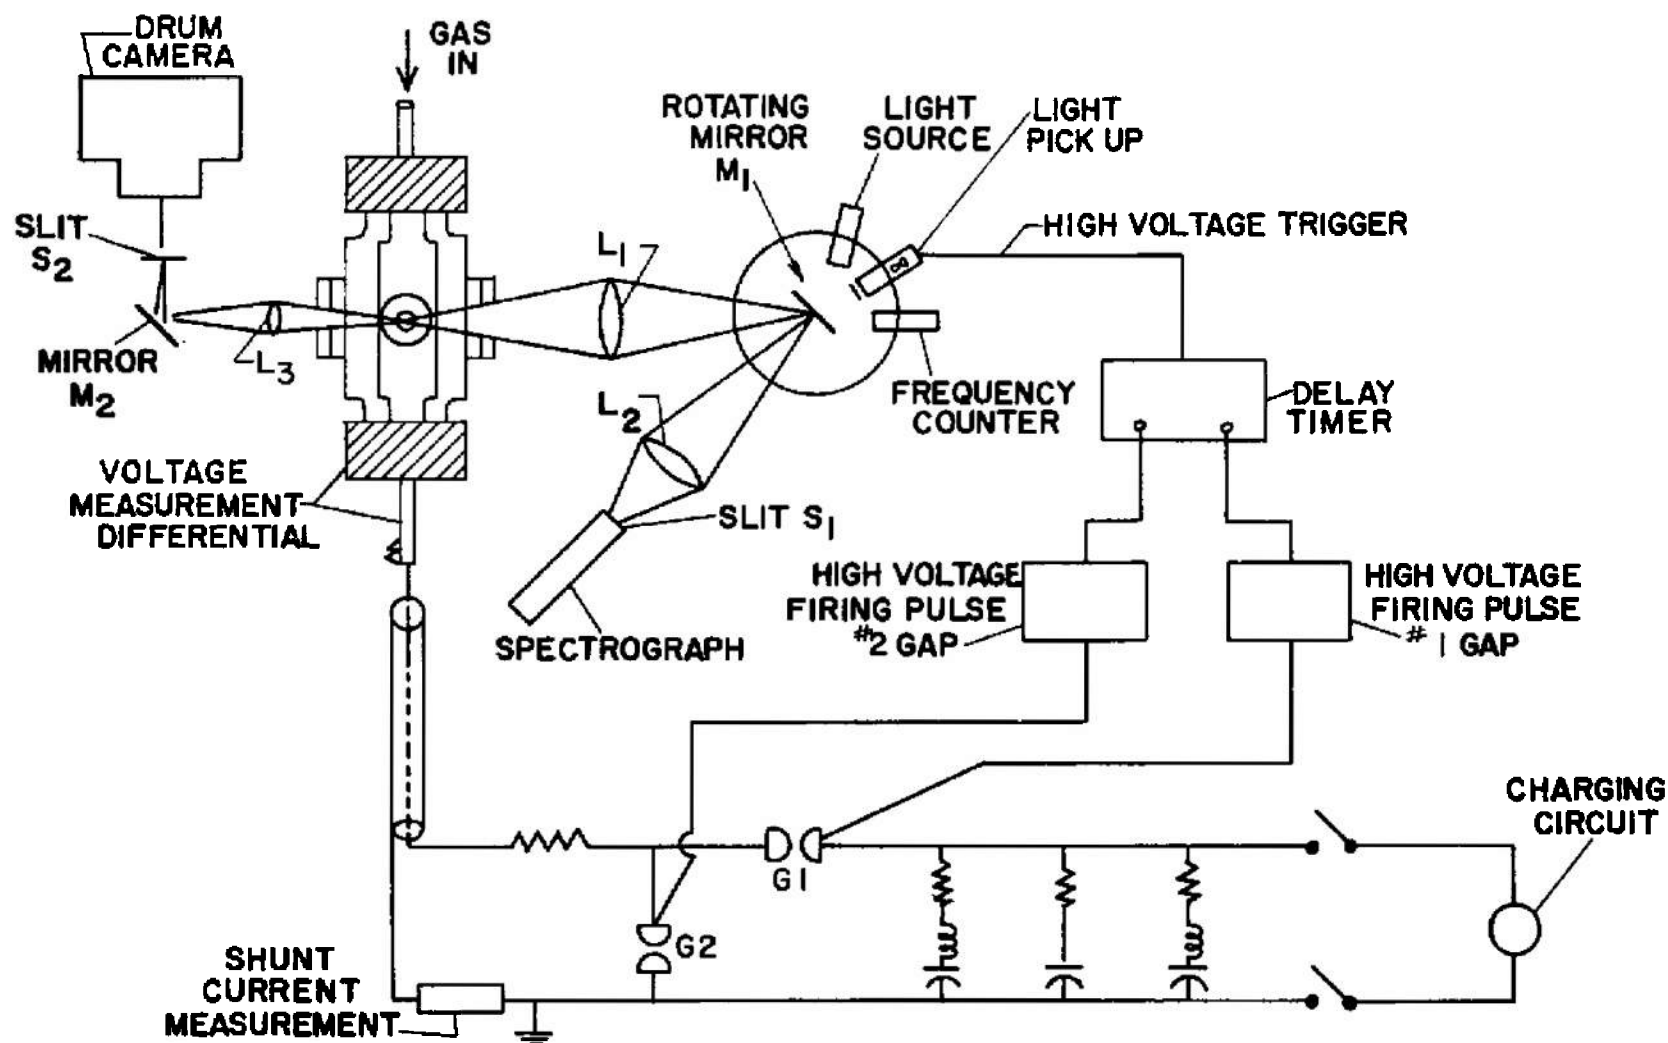 DRUM
CAMERA
GAS
IN
ROTATING
MIRROR
M1
LIGHT
SOURCE
LIGHT
PICK UP
SLIT
S2
L1
HIGH VOLTAGE TRIGGER
MIRROR
M2
L3
L2
FREQUENCY
COUNTER
DELAY
TIMER
VOLTAGE
MEASUREMENT
DIFFERENTIAL
SLIT S1
SPECTROGRAPH
HIGH VOLTAGE
FIRING PULSE
#2 GAP
HIGH VOLTAGE
FIRING PULSE
# 1 GAP
CHARGING
CIRCUIT
G1
G2
SHUNT
CURRENT
MEASUREMENT